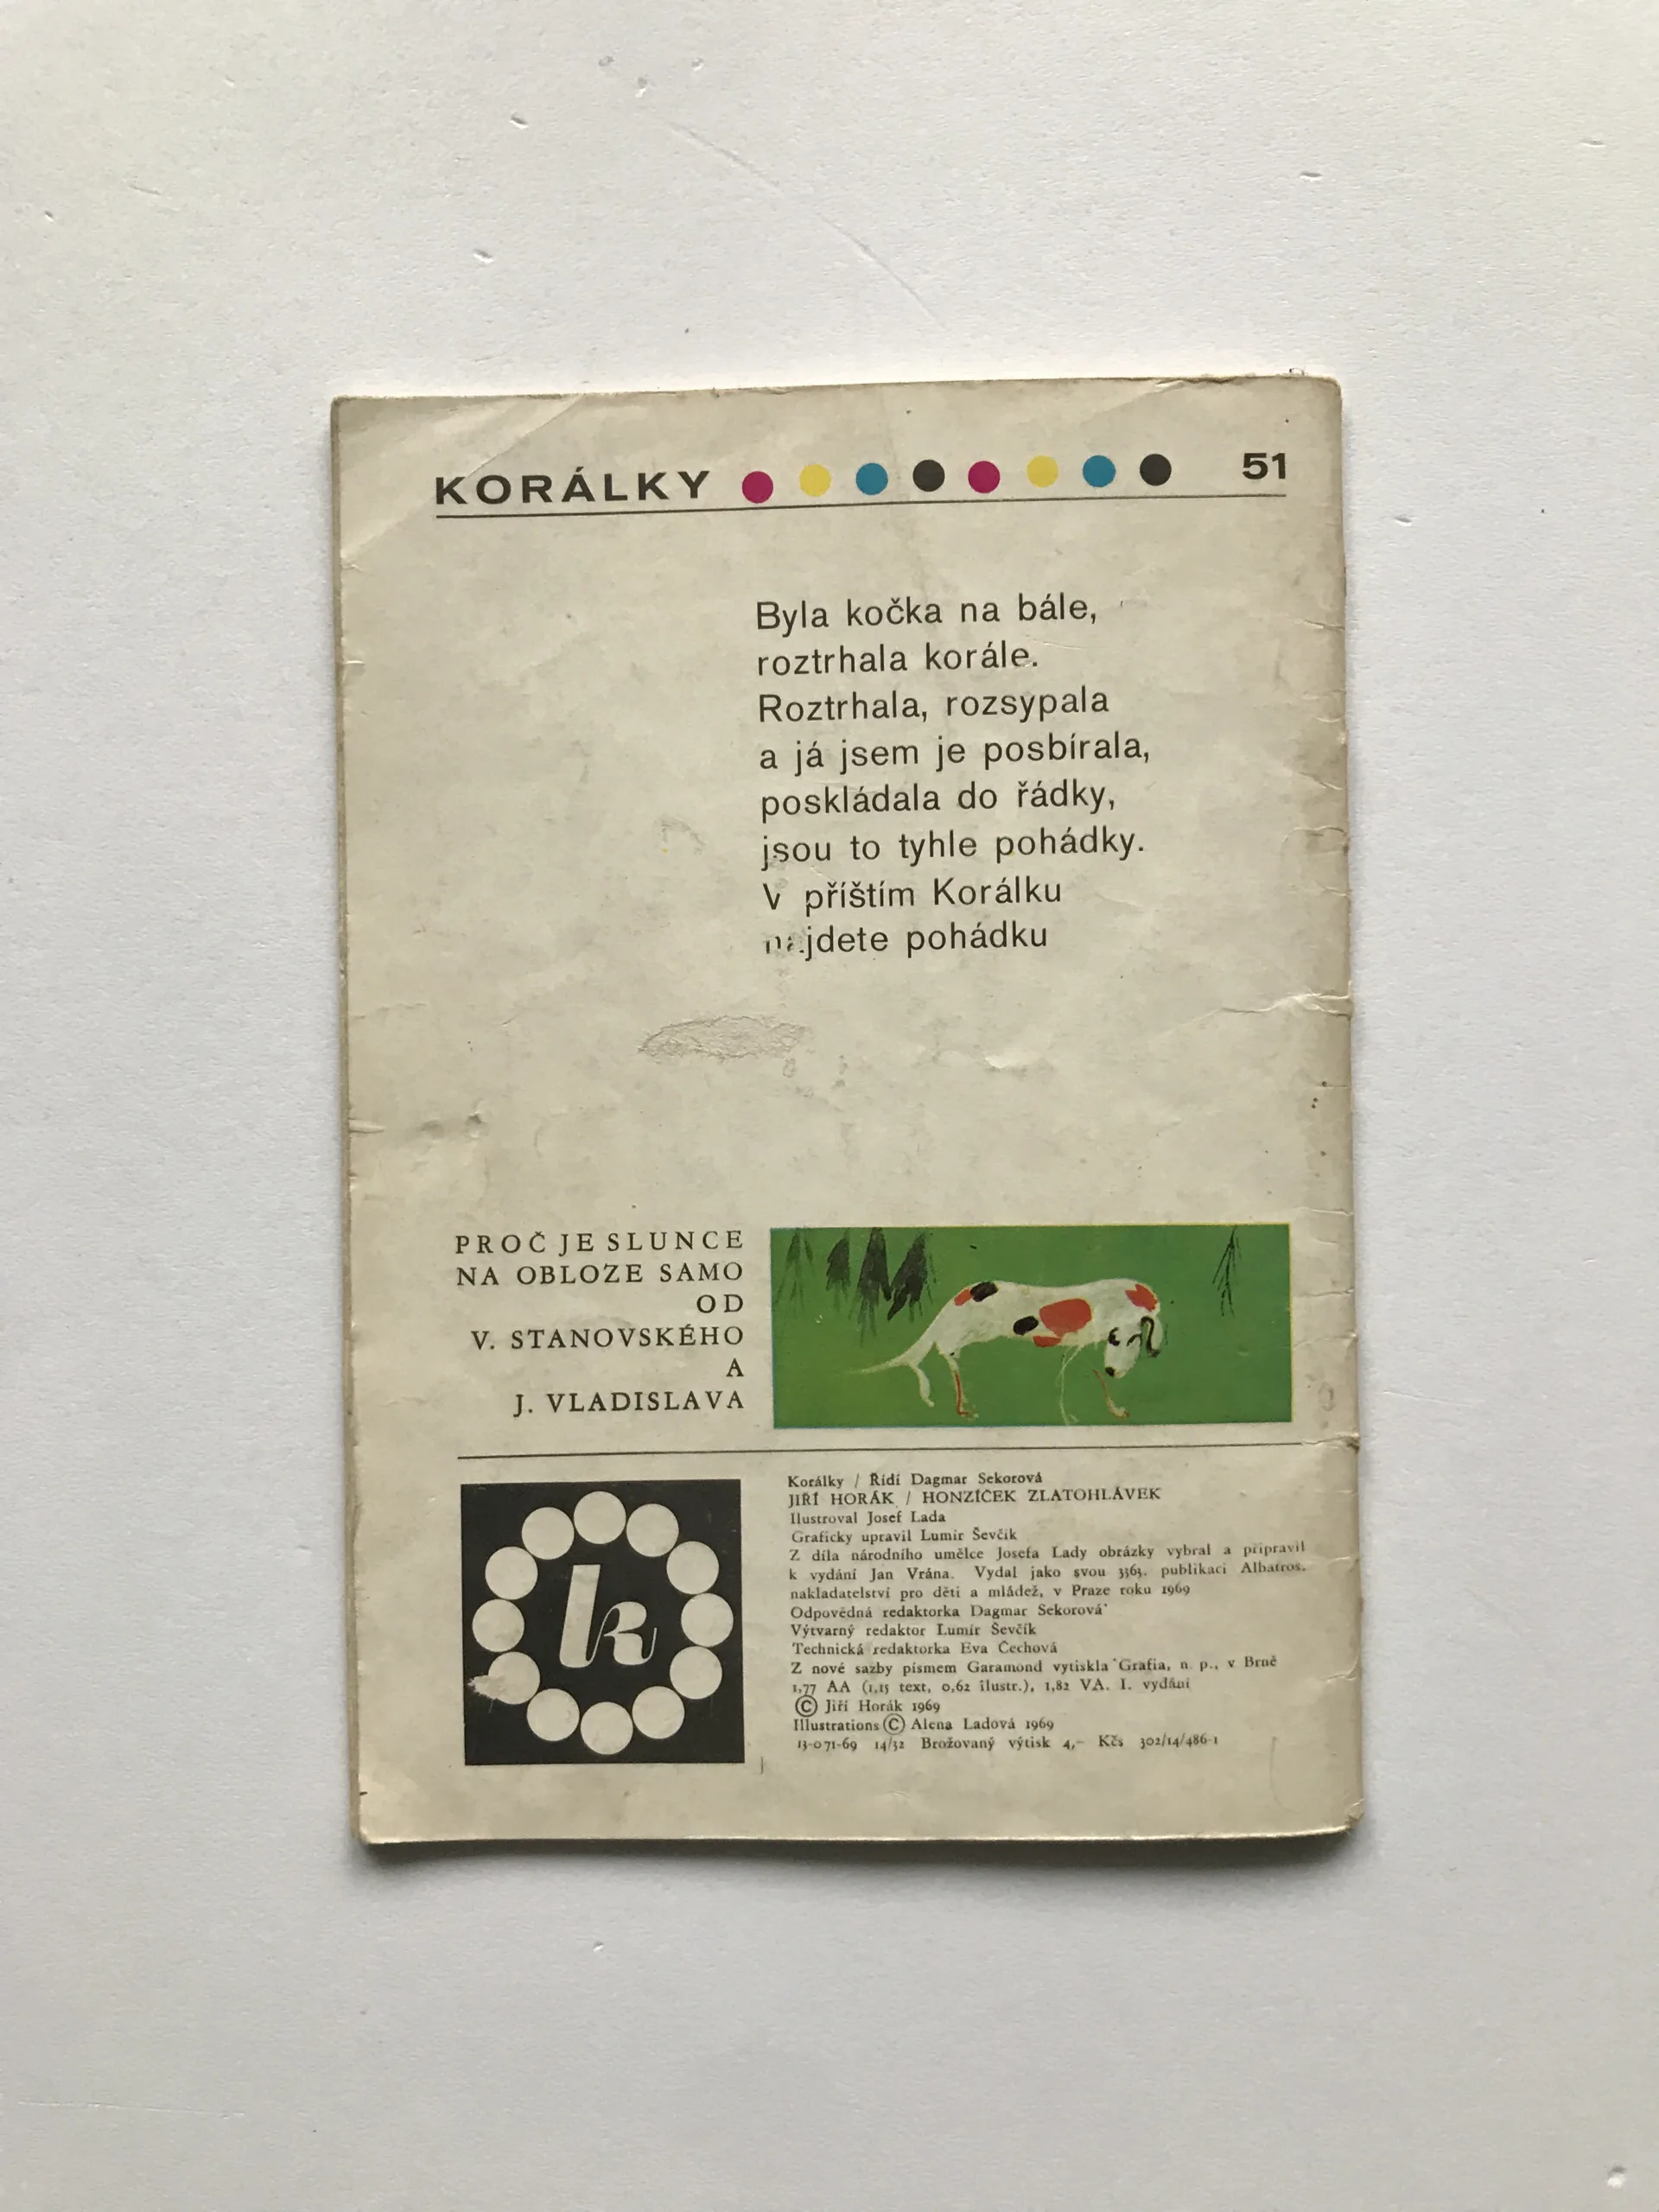 KORÁLKY 51
Byla kočka na bále,
roztrhala korále.
Roztrhala, rozsypala
a já jsem je posbírala,
poskládala do řádky,
jsou to tyhle pohádky.
V příštím Korálku
najdete pohádku
PROČ JE SLUNCE
NA OBLOZE SAMO
OD
V. STANOVSKÉHO
A
J. VLADISLAVA
k
Korálky / Řídí Dagmar Sekorová
JIŘÍ HORÁK / HONZÍČEK ZLATOHLÁVEK
Ilustroval Josef Lada
Graficky upravil Lumír Ševčík
Z díla národního umělce Josefa Lady obrázky vybral a připravil
k vydání Jan Vrána. Vydal jako svou 3363. publikaci Albatros,
nakladatelství pro děti a mládež, v Praze roku 1969
Odpovědná redaktorka Dagmar Sekorová
Výtvarný redaktor Lumír Ševčík
Technická redaktorka Eva Čechová
Z nové sazby písmem Garamond vytiskla Grafia, n. p., v Brně
1,77 AA (1,15 text, 0,62 ilustr.), 1,82 VA. I. vydání
© Jiří Horák 1969
Illustrations © Alena Ladová 1969
13-071-69 14/32 Brožovaný výtisk 4,- Kčs 302/14/486-1